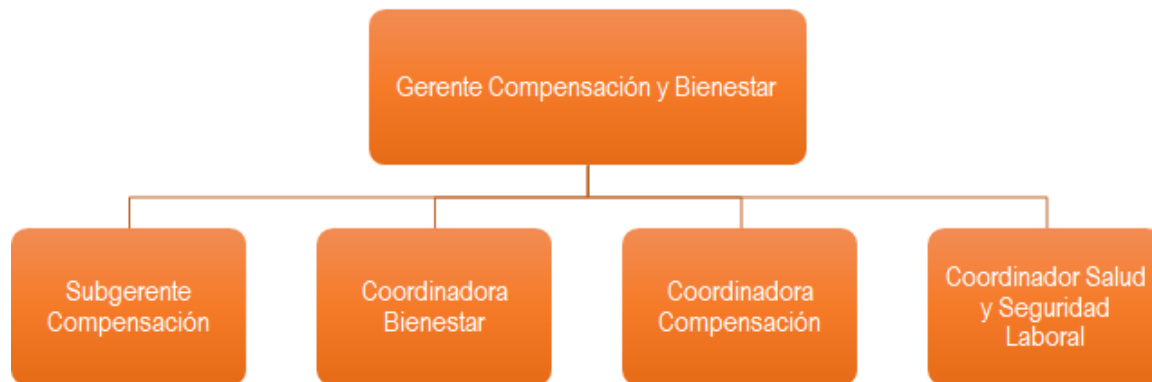 Gerente Compensación y Bienestar
Subgerente
Compensación
Coordinadora
Bienestar
Coordinadora
Compensación
Coordinador Salud
y Seguridad
Laboral